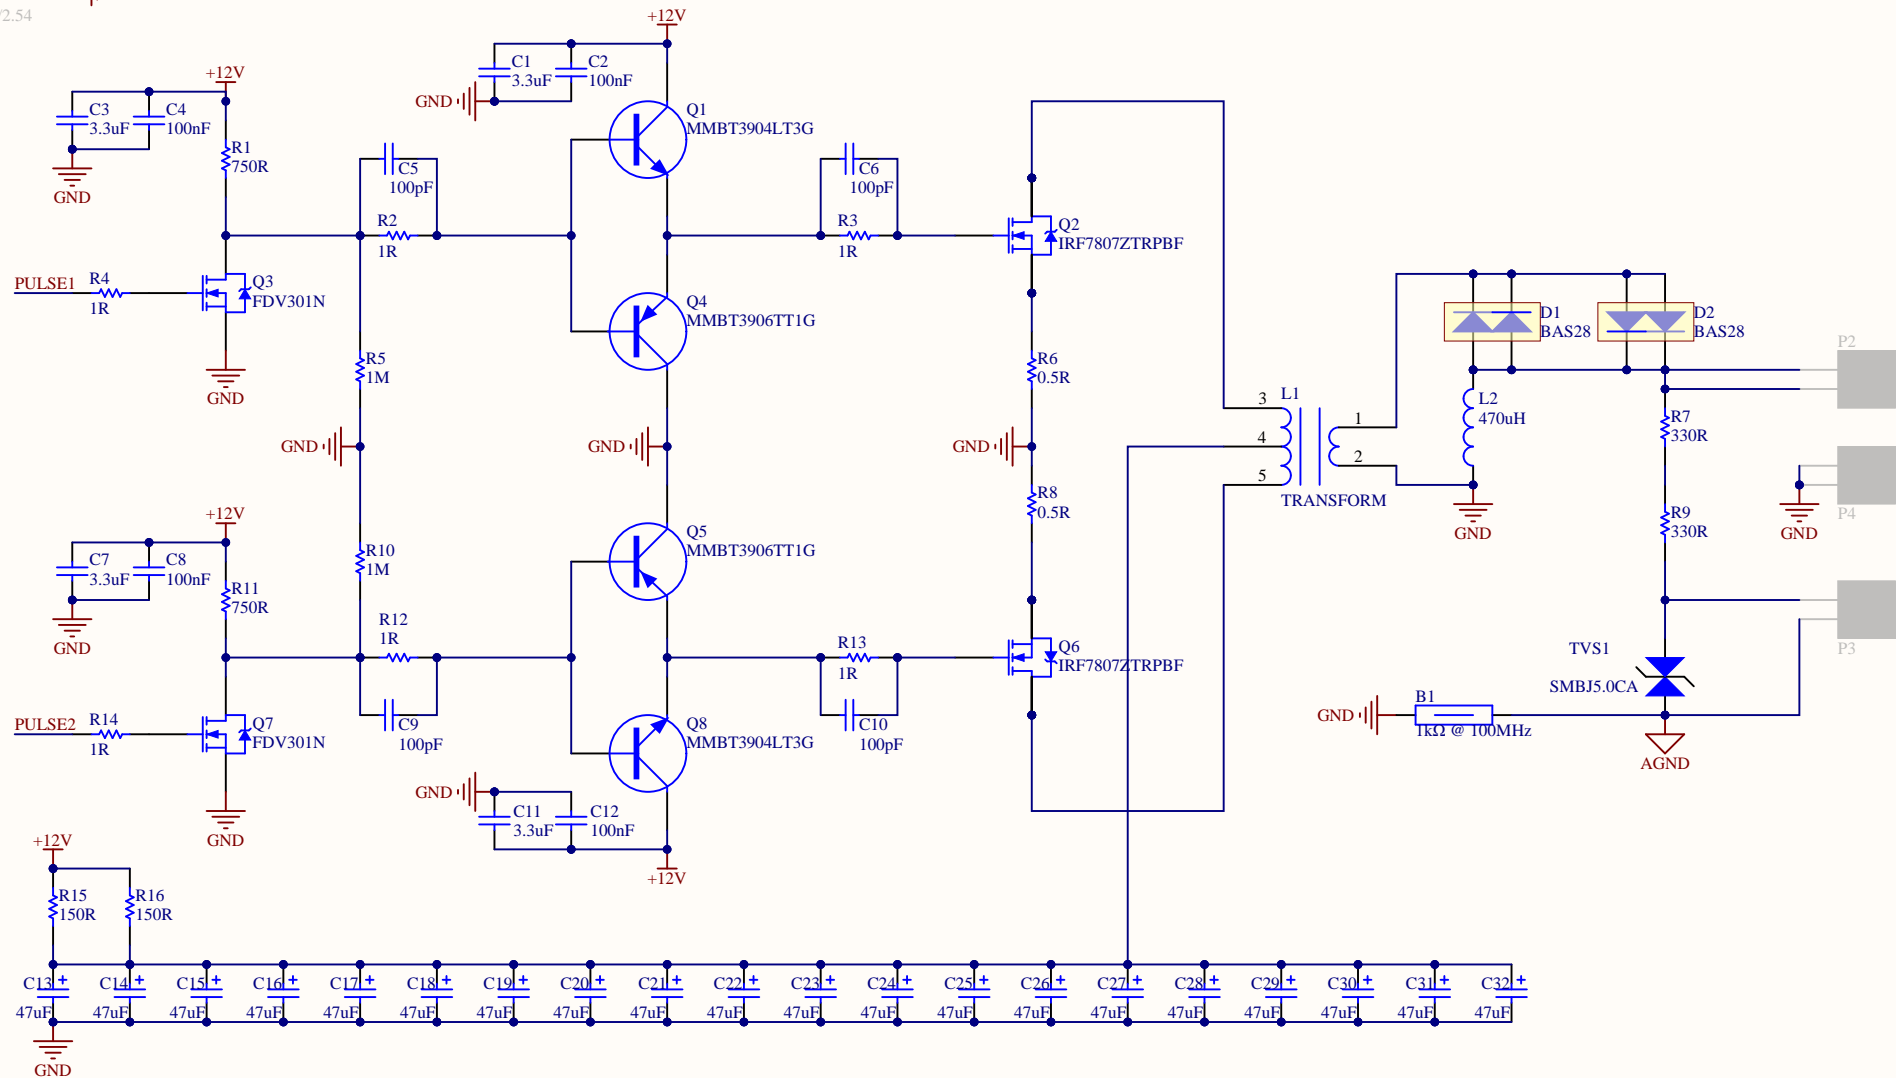 /2.54
+12V
C3
3.3uF
C4
100nF
GND
R1
750R
PULSE1
R4
1R
Q3
FDV301N
GND
C5
100pF
R2
1R
R5
1M
GND
+12V
C1
3.3uF
C2
100nF
GND
Q1
MMBT3904LT3G
Q4
MMBT3906TT1G
GND
C6
100pF
R3
1R
Q2
IRF7807ZTRPBF
R6
0.5R
GND
R8
0.5R
3
4
5
L1
TRANSFORM
1
2
D1
BAS28
D2
BAS28
L2
470uH
GND
R7
330R
R9
330R
P2
P4
GND
P3
TVS1
SMBJ5.0CA
GND
B1
1kΩ @ 100MHz
AGND
+12V
C7
3.3uF
C8
100nF
GND
R11
750R
PULSE2
R14
1R
Q7
FDV301N
GND
R10
1M
R12
1R
C9
100pF
Q5
MMBT3906TT1G
Q8
MMBT3904LT3G
GND
C11
3.3uF
C12
100nF
+12V
R13
1R
C10
100pF
Q6
IRF7807ZTRPBF
+12V
R15
150R
R16
150R
C13 C14 C15 C16 C17 C18 C19 C20 C21 C22 C23 C24 C25 C26 C27 C28 C29 C30 C31 C32
47uF 47uF 47uF 47uF 47uF 47uF 47uF 47uF 47uF 47uF 47uF 47uF 47uF 47uF 47uF 47uF 47uF 47uF 47uF 47uF
GND